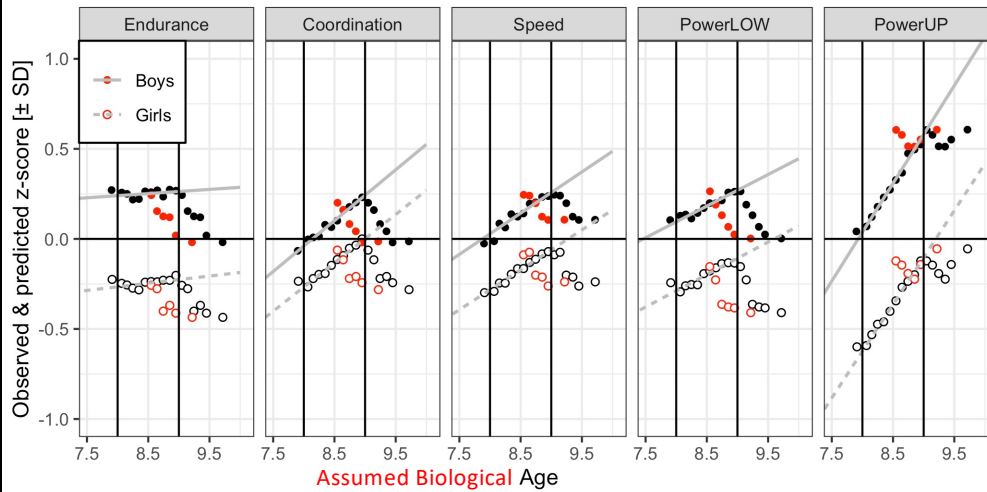 Endurance Coordination Speed PowerLOW PowerUP
Observed & predicted z-score [± SD]
1.0
0.5
0.0
-0.5
-1.0
Boys
Girls
7.5 8.5 9.5 7.5 8.5 9.5 7.5 8.5 9.5 7.5 8.5 9.5 7.5 8.5 9.5
Assumed Biological Age